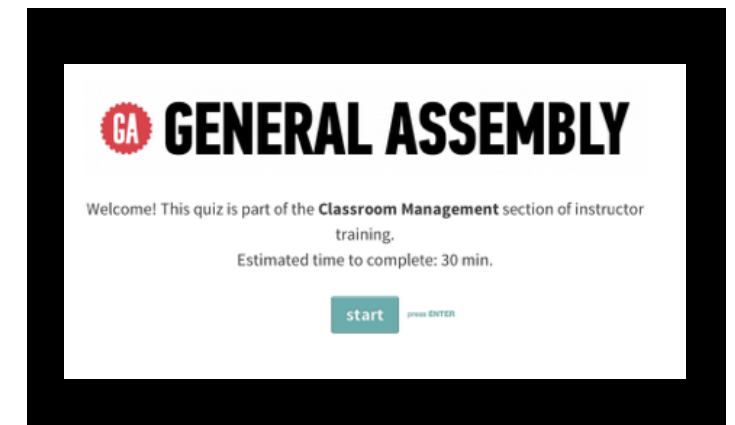 GA GENERAL ASSEMBLY
Welcome! This quiz is part of the Classroom Management section of instructor
training.
Estimated time to complete: 30 min.
start press ENTER